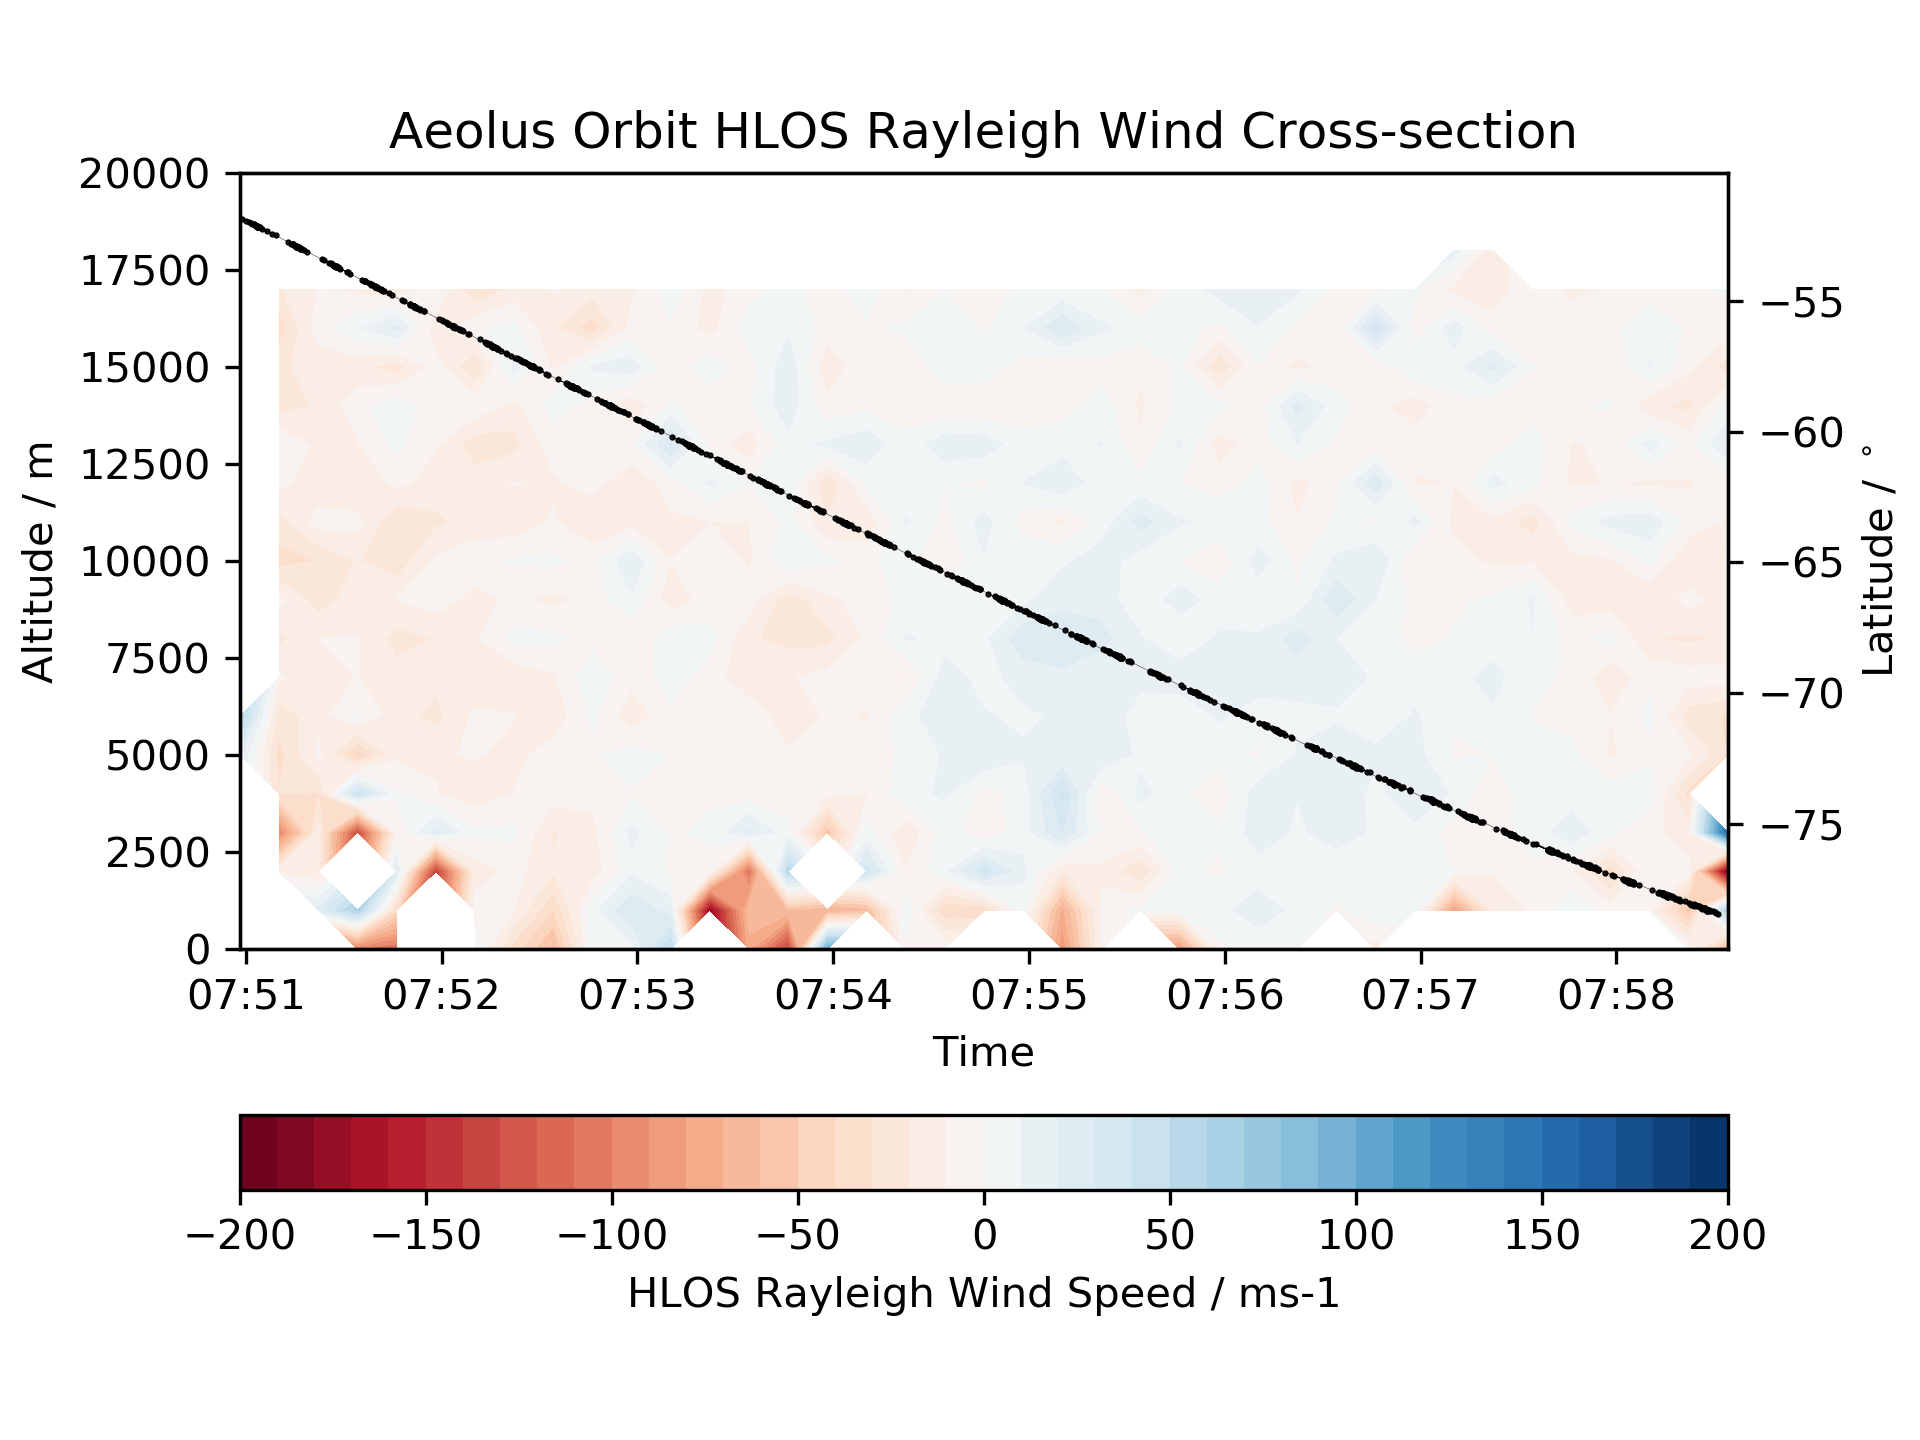 Aeolus Orbit HLOS Rayleigh Wind Cross-section
20000
17500
15000
12500
10000
7500
5000
2500
0
Altitude / m
−55
−60
−65
−70
−75
Latitude / °
07:51 07:52 07:53 07:54 07:55 07:56 07:57 07:58
Time
−200 −150 −100 −50 0 50 100 150 200
HLOS Rayleigh Wind Speed / ms-1